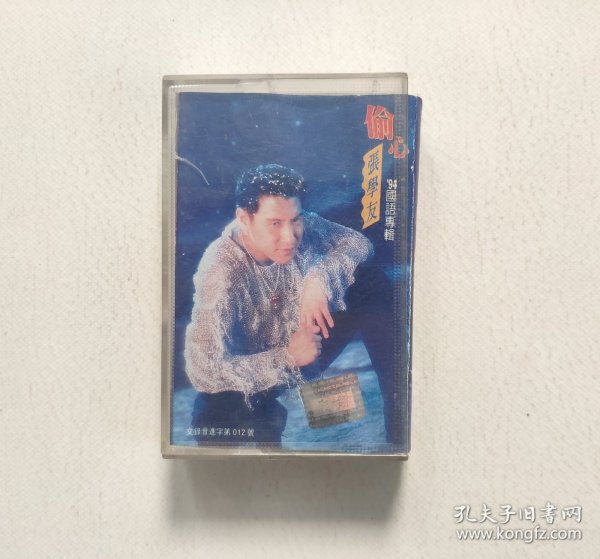 偷心
張學友
'94國語專輯
文錄音進字第012號
孔夫子旧书网
www.kongfz.com